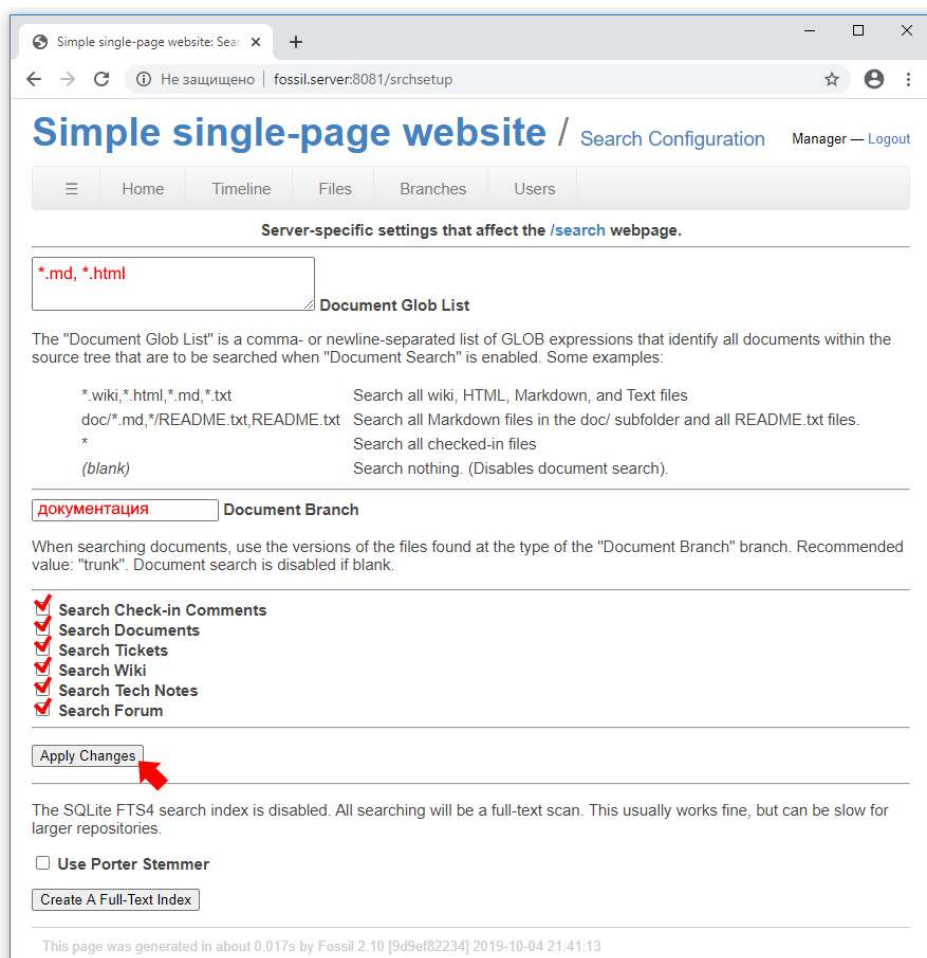 Simple single-page website: Sear
Не защищено | fossil.server:8081/srchsetup
Simple single-page website / Search Configuration Manager — Logout
☰ Home Timeline Files Branches Users
Server-specific settings that affect the /search webpage.
*.md, *.html
Document Glob List
The "Document Glob List" is a comma- or newline-separated list of GLOB expressions that identify all documents within the
source tree that are to be searched when "Document Search" is enabled. Some examples:
*.wiki,*.html,*.md,*.txt Search all wiki, HTML, Markdown, and Text files
doc/*.md,*/README.txt,README.txt Search all Markdown files in the doc/ subfolder and all README.txt files.
* Search all checked-in files
(blank) Search nothing. (Disables document search).
документация Document Branch
When searching documents, use the versions of the files found at the type of the "Document Branch" branch. Recommended
value: "trunk". Document search is disabled if blank.
Search Check-in Comments
Search Documents
Search Tickets
Search Wiki
Search Tech Notes
Search Forum
Apply Changes
The SQLite FTS4 search index is disabled. All searching will be a full-text scan. This usually works fine, but can be slow for
larger repositories.
Use Porter Stemmer
Create A Full-Text Index
This page was generated in about 0.017s by Fossil 2.10 [9d9ef82234] 2019-10-04 21:41:13